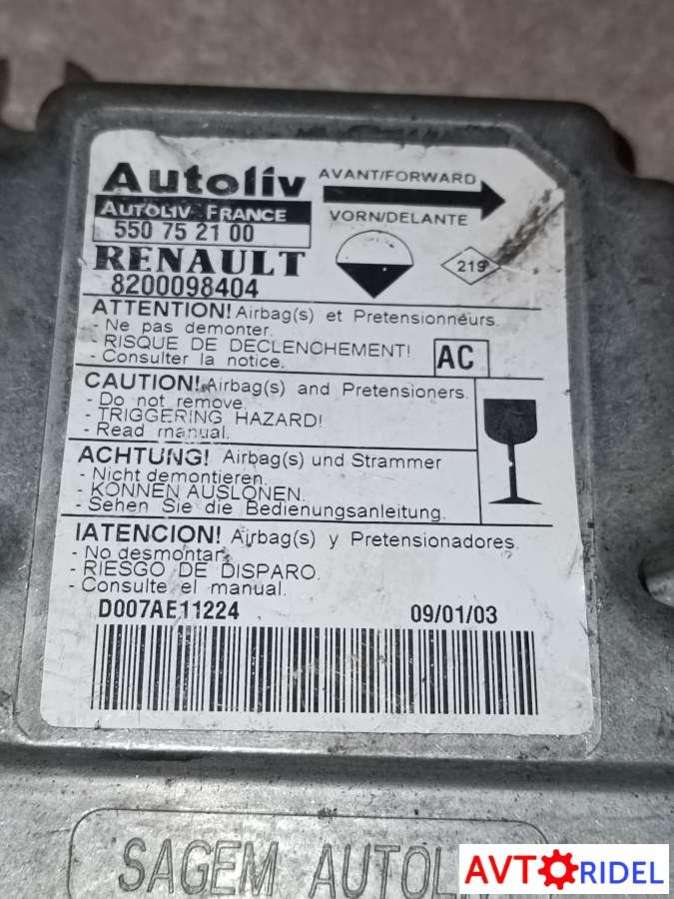 Autoliv
AUTOLIV FRANCE
550 75 21 00
RENAULT
8200098404
AVANT/FORWARD
VORN/DELANTE
219
ATTENTION! Airbag(s) et Pretensionneurs.
- Ne pas demonter.
- RISQUE DE DECLENCHEMENT!
- Consulter la notice.
AC
CAUTION! Airbag(s) and Pretensioners.
- Do not remove
- TRIGGERING HAZARD!
- Read manual.
ACHTUNG! Airbag(s) und Strammer
- Nicht demontieren.
- KONNEN AUSLONEN.
- Sehen Sie die Bedienungsanleitung.
IATENCION! Airbag(s) y Pretensionadores.
- No desmontar
- RIESGO DE DISPARO.
- Consulte el manual.
D007AE11224 09/01/03
SAGEM AUTOLIV
AVTORIDEL